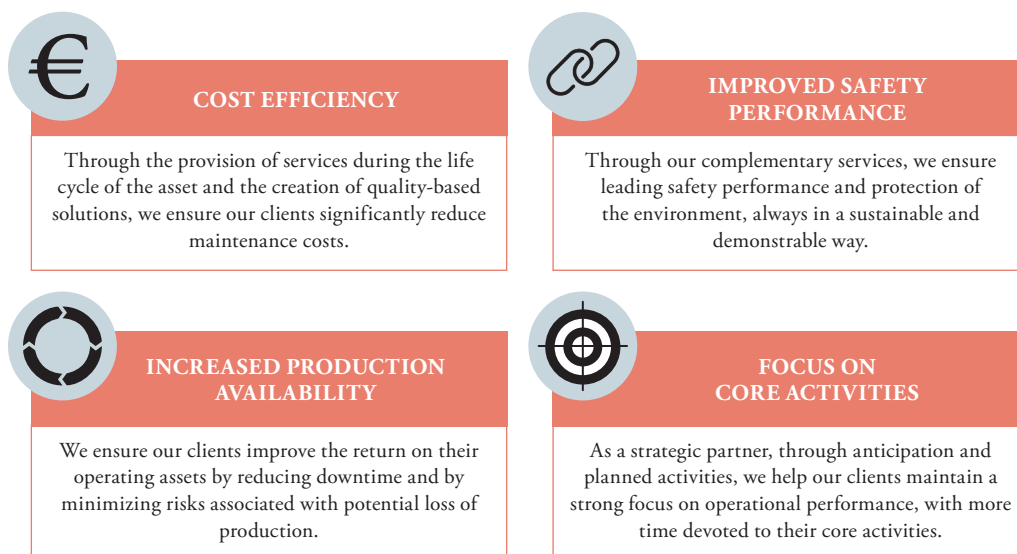 €
COST EFFICIENCY
Through the provision of services during the life
cycle of the asset and the creation of quality-based
solutions, we ensure our clients significantly reduce
maintenance costs.
IMPROVED SAFETY
PERFORMANCE
Through our complementary services, we ensure
leading safety performance and protection of
the environment, always in a sustainable and
demonstrable way.
INCREASED PRODUCTION
AVAILABILITY
We ensure our clients improve the return on their
operating assets by reducing downtime and by
minimizing risks associated with potential loss of
production.
FOCUS ON
CORE ACTIVITIES
As a strategic partner, through anticipation and
planned activities, we help our clients maintain a
strong focus on operational performance, with more
time devoted to their core activities.